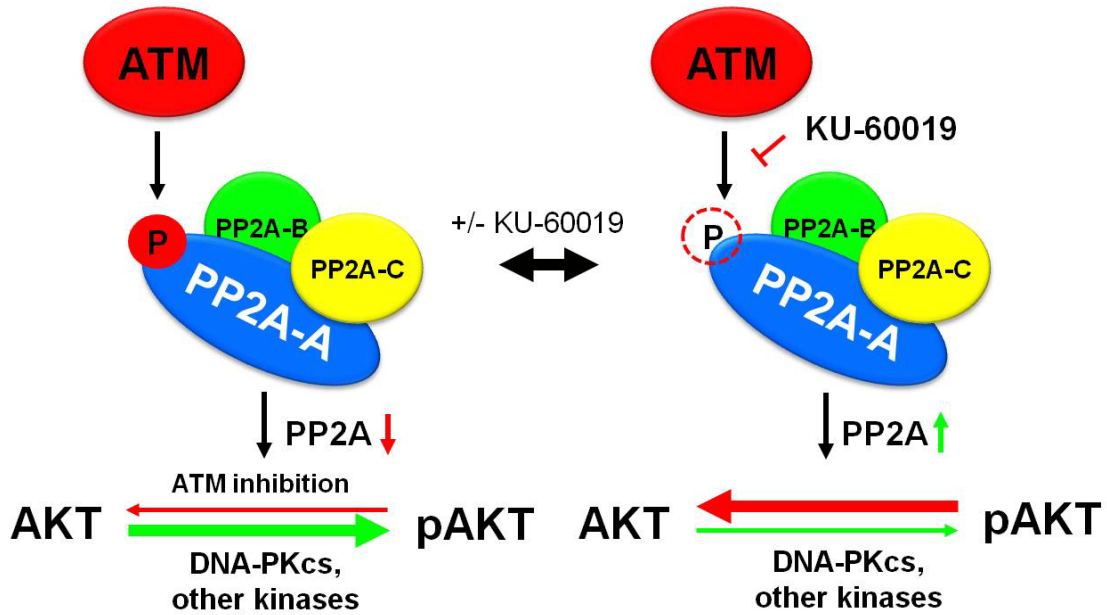 ATM
P
PP2A-B
PP2A-C
PP2A-A
PP2A
ATM inhibition
AKT
pAKT
DNA-PKcs,
other kinases
+/- KU-60019
ATM
KU-60019
P
PP2A-B
PP2A-C
PP2A-A
PP2A
AKT
pAKT
DNA-PKcs,
other kinases